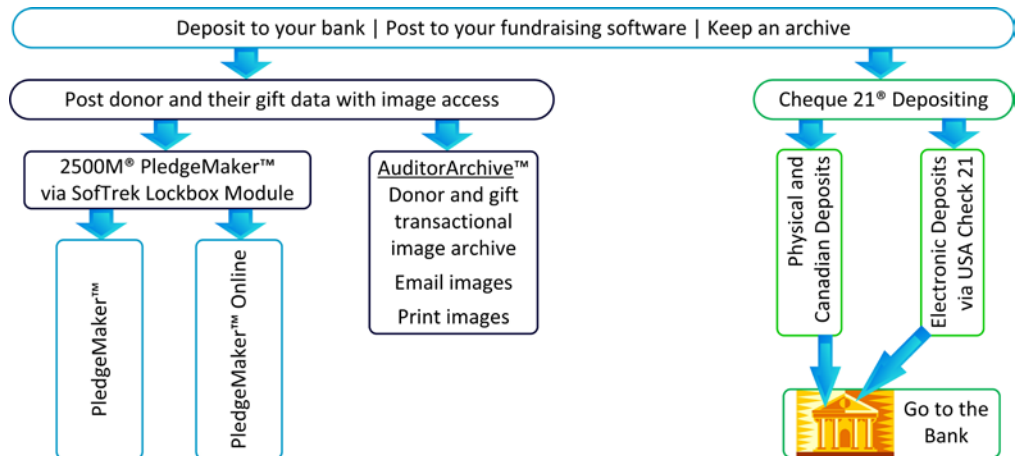 Deposit to your bank | Post to your fundraising software | Keep an archive
Post donor and their gift data with image access
Cheque 21® Depositing
2500M® PledgeMaker™
via SofTrek Lockbox Module
AuditorArchive™
Donor and gift
transactional
image archive
Email images
Print images
PledgeMaker™
PledgeMaker™ Online
Physical and
Canadian Deposits
Electronic Deposits
via USA Check 21
Go to the
Bank